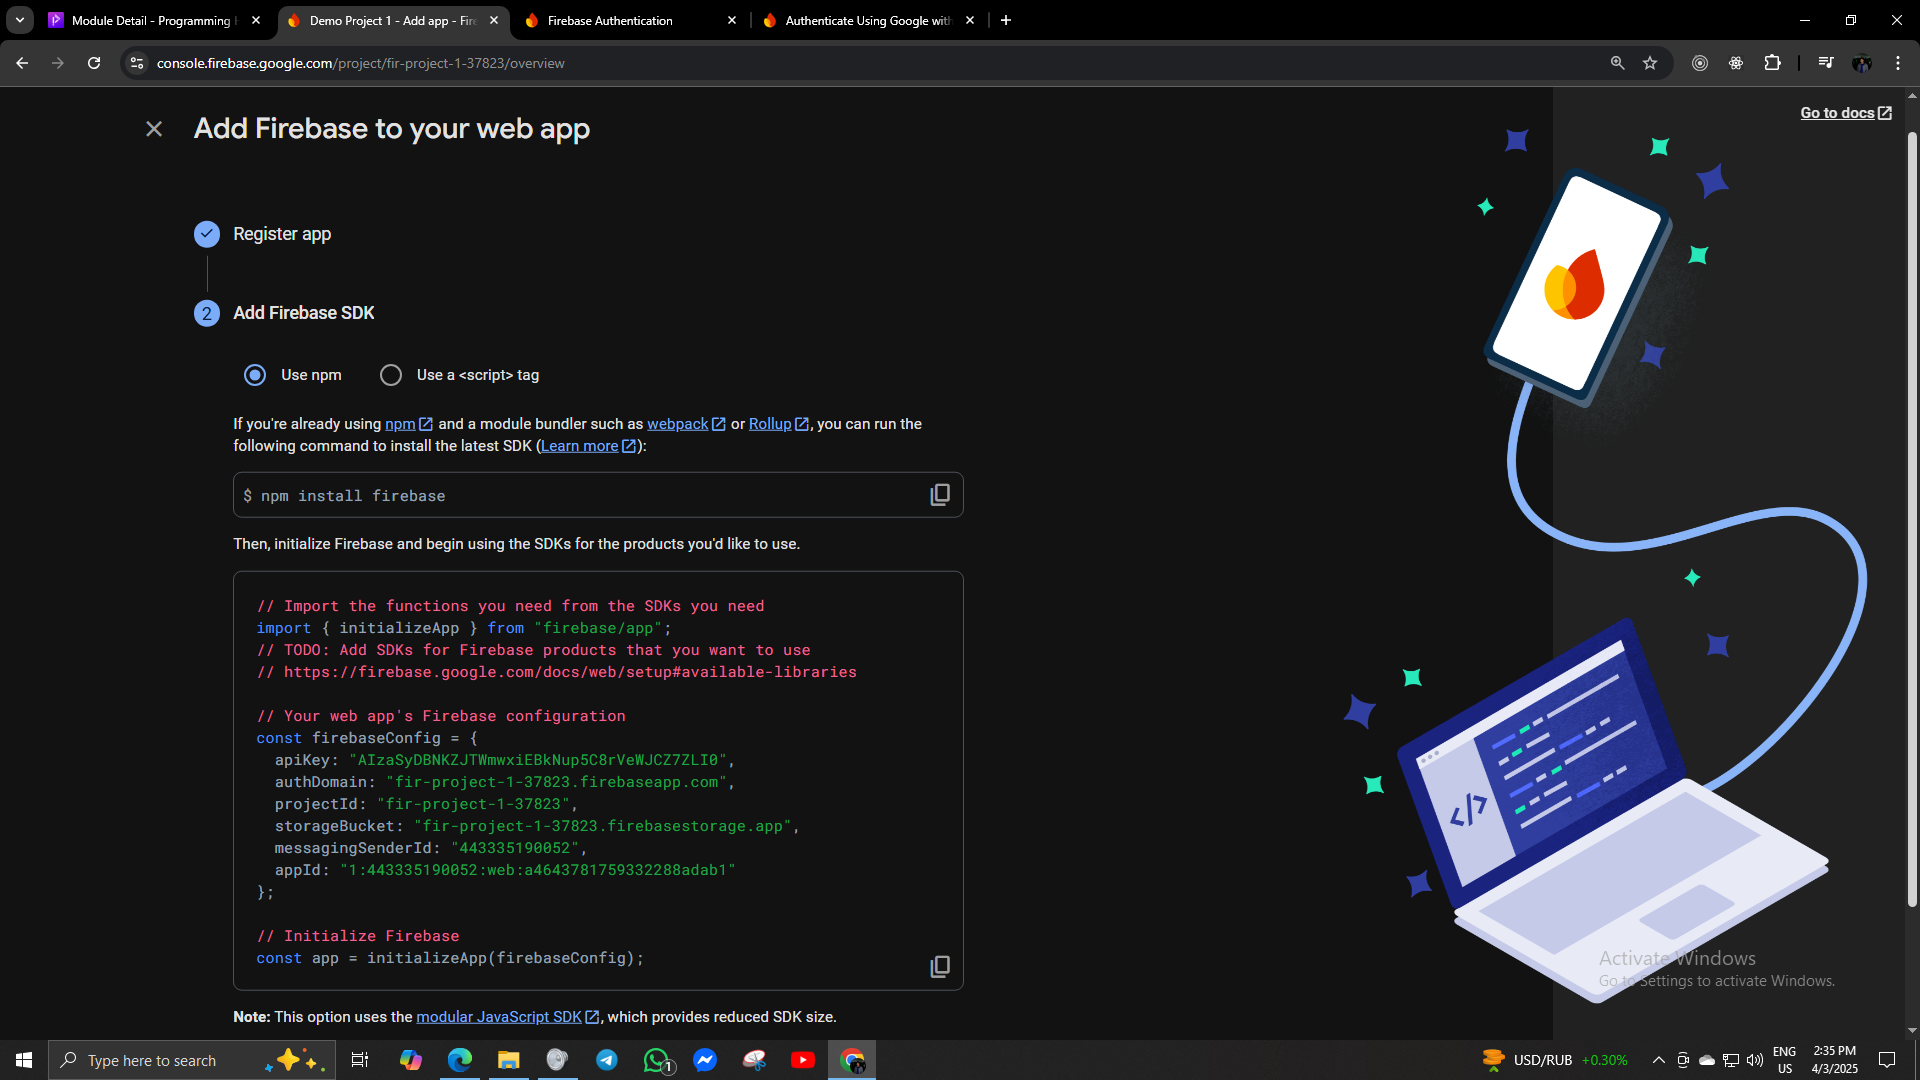 Module Detail - Programming H
Demo Project 1 - Add app - Fire
Firebase Authentication
Authenticate Using Google with
console.firebase.google.com/project/fir-project-1-37823/overview
Go to docs
Add Firebase to your web app
Register app
2 Add Firebase SDK
Use npm Use a <script> tag
If you're already using npm and a module bundler such as webpack or Rollup, you can run the
following command to install the latest SDK (Learn more):
$ npm install firebase
Then, initialize Firebase and begin using the SDKs for the products you'd like to use.
// Import the functions you need from the SDKs you need
import { initializeApp } from "firebase/app";
// TODO: Add SDKs for Firebase products that you want to use
// https://firebase.google.com/docs/web/setup#available-libraries
// Your web app's Firebase configuration
const firebaseConfig = {
apiKey: "AIzaSyDBNKZJTWmwxiEBkNup5C8rVeWJCZ7ZLI0",
authDomain: "fir-project-1-37823.firebaseapp.com",
projectId: "fir-project-1-37823",
storageBucket: "fir-project-1-37823.firebasestorage.app",
messagingSenderId: "443335190052",
appId: "1:443335190052:web:a4643781759332288adab1"
};
// Initialize Firebase
const app = initializeApp(firebaseConfig);
Note: This option uses the modular JavaScript SDK, which provides reduced SDK size.
</>
Activate Windows
Go to Settings to activate Windows.
Type here to search
1
USD/RUB +0.30%
ENG
US
2:35 PM
4/3/2025